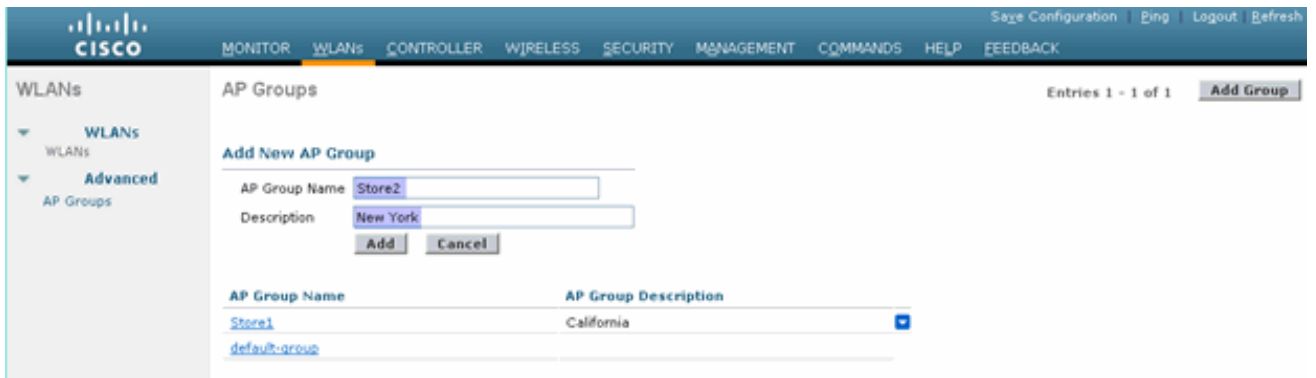 Save Configuration | Ping | Logout | Refresh
CISCO
MONITOR WLANs CONTROLLER WIRELESS SECURITY MANAGEMENT COMMANDS HELP FEEDBACK
WLANs
WLANs
WLANs
Advanced
AP Groups
AP Groups
Entries 1 - 1 of 1
Add Group
Add New AP Group
AP Group Name Store2
Description New York
Add Cancel
AP Group Name AP Group Description
Store1 California
default-group